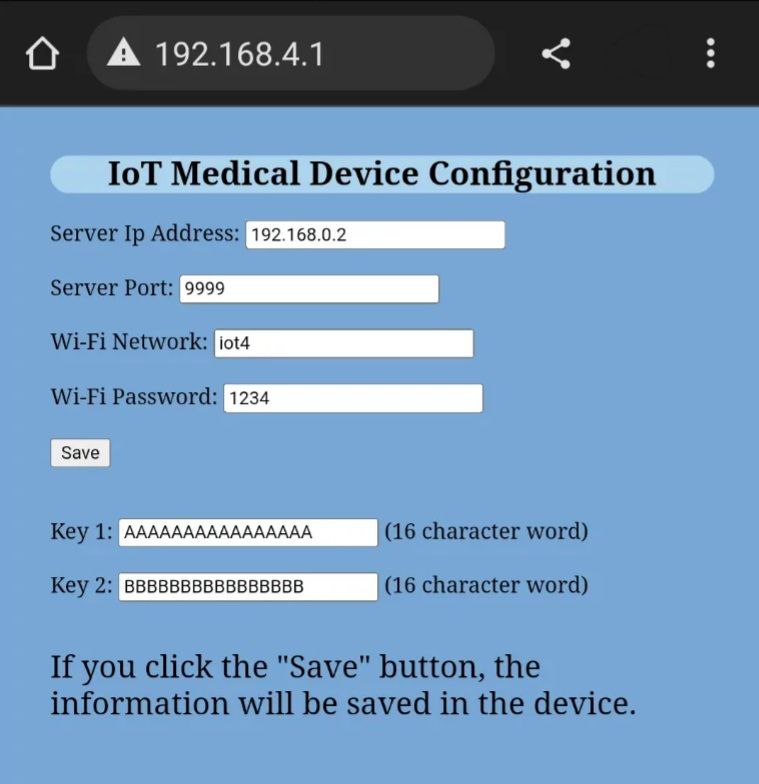 192.168.4.1
IoT Medical Device Configuration
Server Ip Address: 192.168.0.2
Server Port: 9999
Wi-Fi Network: iot4
Wi-Fi Password: 1234
Save
Key 1: AAAAAAAAAAAAAAAA (16 character word)
Key 2: BBBBBBBBBBBBBBBB (16 character word)
If you click the "Save" button, the
information will be saved in the device.